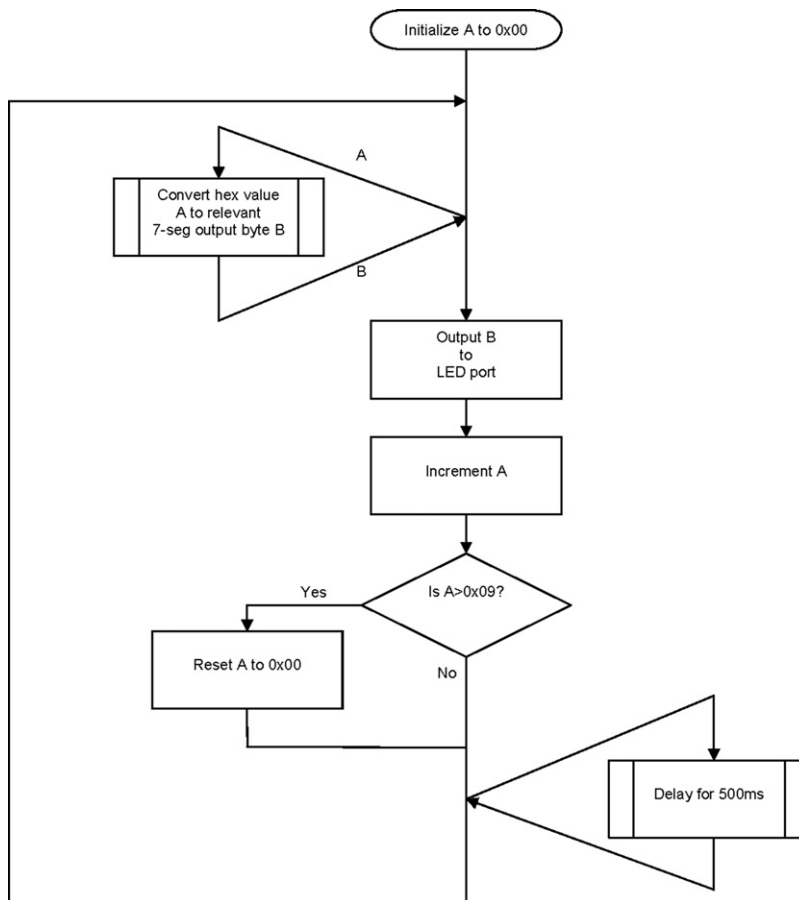 Initialize A to 0x00
A
Convert hex value
A to relevant
7-seg output byte B
B
Output B
to
LED port
Increment A
Is A>0x09?
Yes
Reset A to 0x00
No
Delay for 500ms